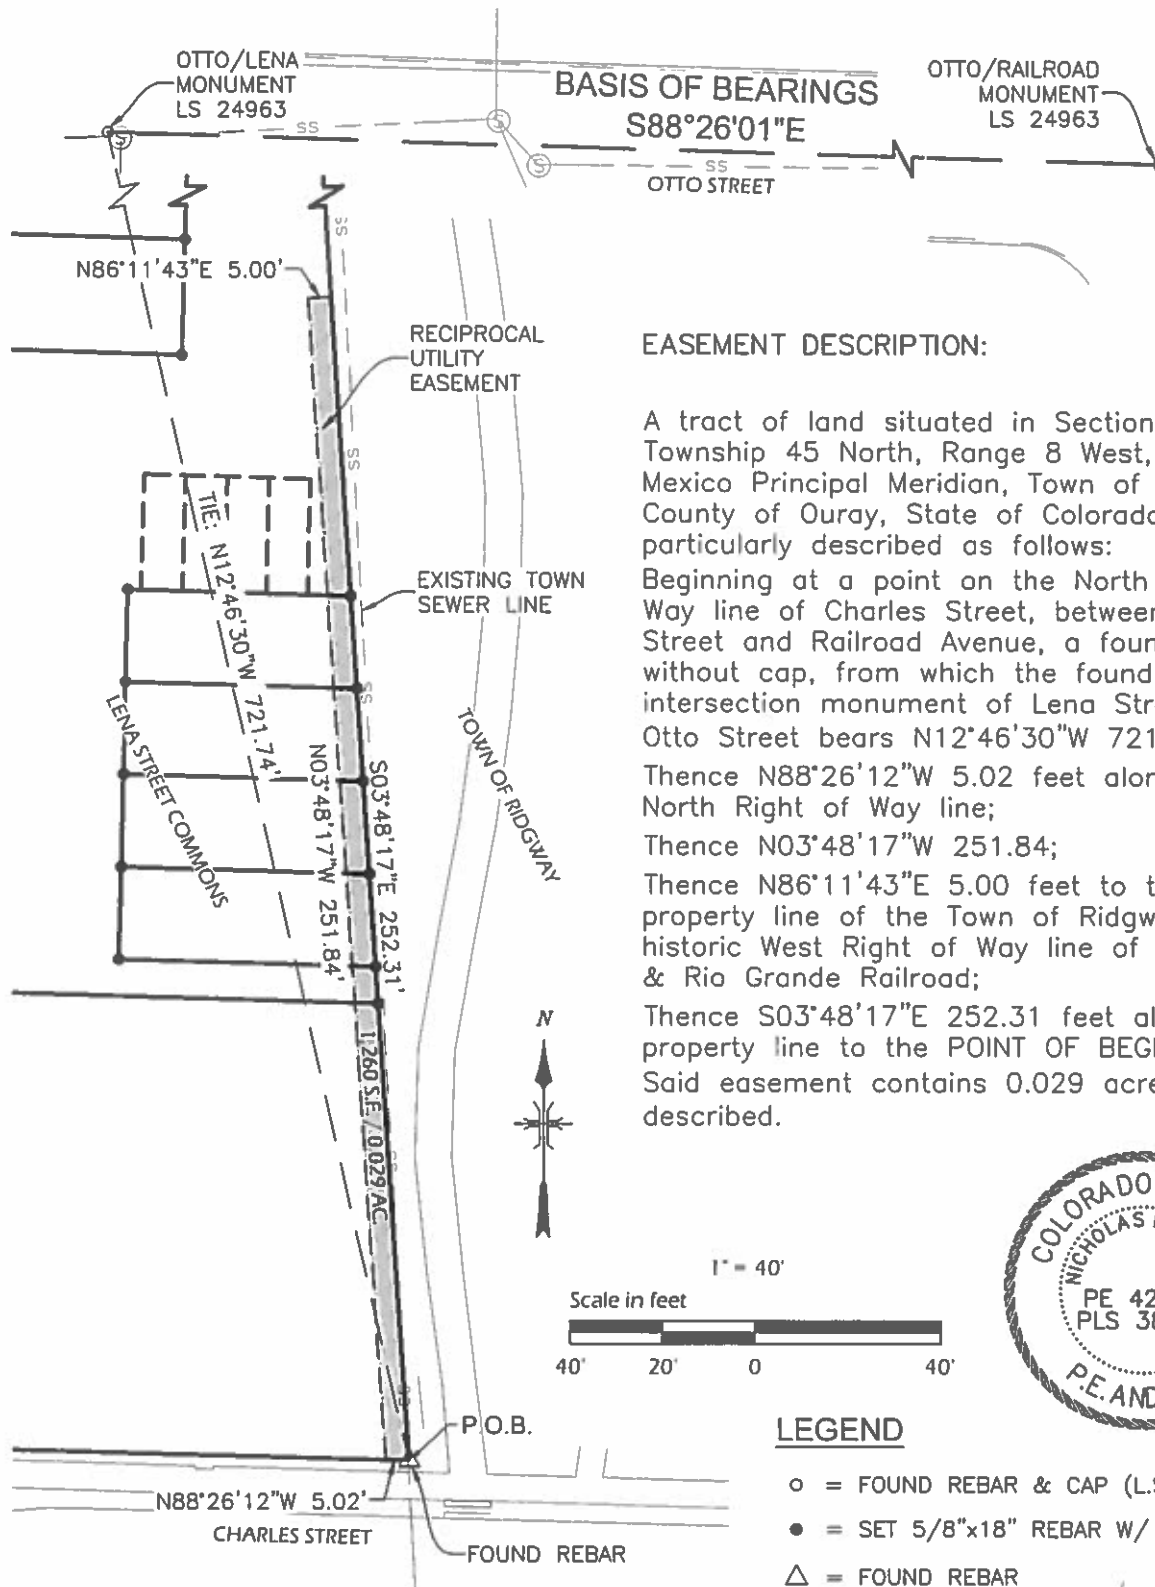 OTTO/LENA
MONUMENT
LS 24963
BASIS OF BEARINGS
S88°26'01"E
OTTO/RAILROAD
MONUMENT
LS 24963
SS
S
S
S
SS
OTTO STREET
SS
N86°11'43"E 5.00'
RECIPROCAL
UTILITY
EASEMENT
SS
EXISTING TOWN
SEWER LINE
TIE: N12°46'30"W 721.74'
SS
LENA STREET COMMONS
N03°48'17"W 251.84'
S03°48'17"E 252.31'
TOWN OF RIDGWAY
1,260 S.F. / 0.029 AC.
SS
SS
EASEMENT DESCRIPTION:
A tract of land situated in Section
Township 45 North, Range 8 West,
Mexico Principal Meridian, Town of
County of Ouray, State of Colorado
particularly described as follows:
Beginning at a point on the North
Way line of Charles Street, between
Street and Railroad Avenue, a foun
without cap, from which the found
intersection monument of Lena Str
Otto Street bears N12°46'30"W 721
Thence N88°26'12"W 5.02 feet alon
North Right of Way line;
Thence N03°48'17"W 251.84;
Thence N86°11'43"E 5.00 feet to t
property line of the Town of Ridgw
historic West Right of Way line of
& Rio Grande Railroad;
Thence S03°48'17"E 252.31 feet al
property line to the POINT OF BEGI
Said easement contains 0.029 acre
described.
N
1" = 40'
Scale in feet
40' 20' 0 40'
COLORADO
NICHOLAS
PE 42
PLS 38
P.E. AND
P.O.B.
N88°26'12"W 5.02'
CHARLES STREET
FOUND REBAR
LEGEND
○ = FOUND REBAR & CAP (L.S
● = SET 5/8"x18" REBAR W/
△ = FOUND REBAR